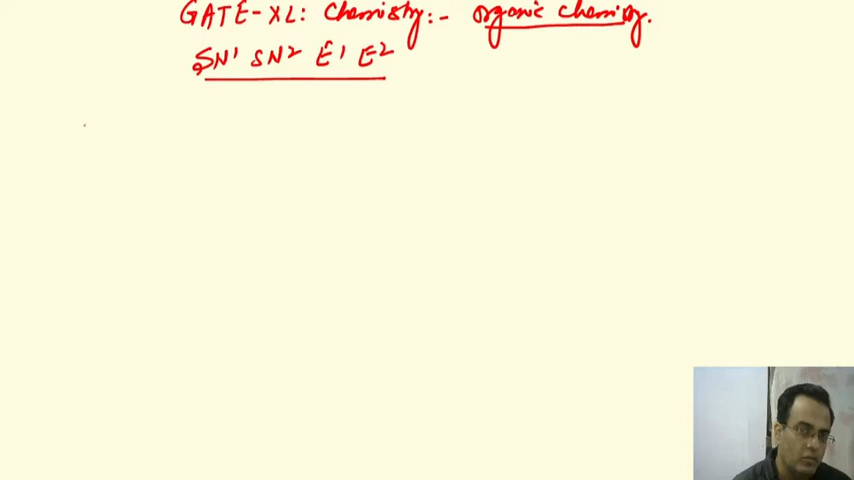 GATE-XL: Chemistry:- organic chemistry.
SN¹ SN² E¹ E²